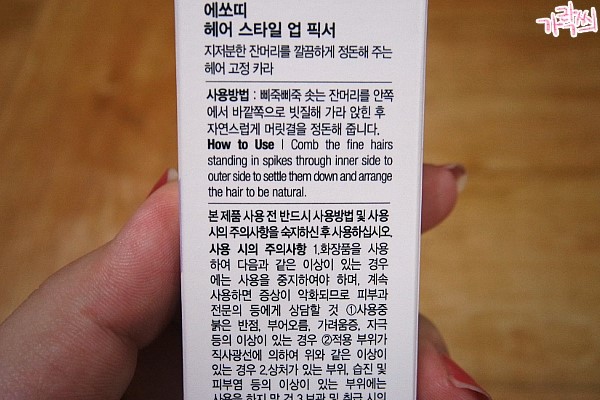 가락씨
에쏘띠
헤어 스타일 업 픽서
지저분한 잔머리를 깔끔하게 정돈해 주는
헤어 고정 카라
사용방법 : 삐죽삐죽 솟는 잔머리를 안쪽
에서 바깥쪽으로 빗질해 가라 앉힌 후
자연스럽게 머릿결을 정돈해 줍니다.
How to Use | Comb the fine hairs
standing in spikes through inner side to
outer side to settle them down and arrange
the hair to be natural.
본 제품 사용 전 반드시 사용방법 및 사용
시의 주의사항을 숙지하신 후 사용하십시오.
사용 시의 주의사항 1.화장품을 사용
하여 다음과 같은 이상이 있는 경우
에는 사용을 중지하여야 하며, 계속
사용하면 증상이 악화되므로 피부과
전문의 등에게 상담할 것 ①사용중
붉은 반점, 부어오름, 가려움증, 자극
등의 이상이 있는 경우 ②적용 부위가
직사광선에 의하여 위와 같은 이상이
있는 경우 2.상처가 있는 부위, 습진 및
피부염 등의 이상이 있는 부위에는
사용을 하지 말 것 3.보관 및 취급 시의